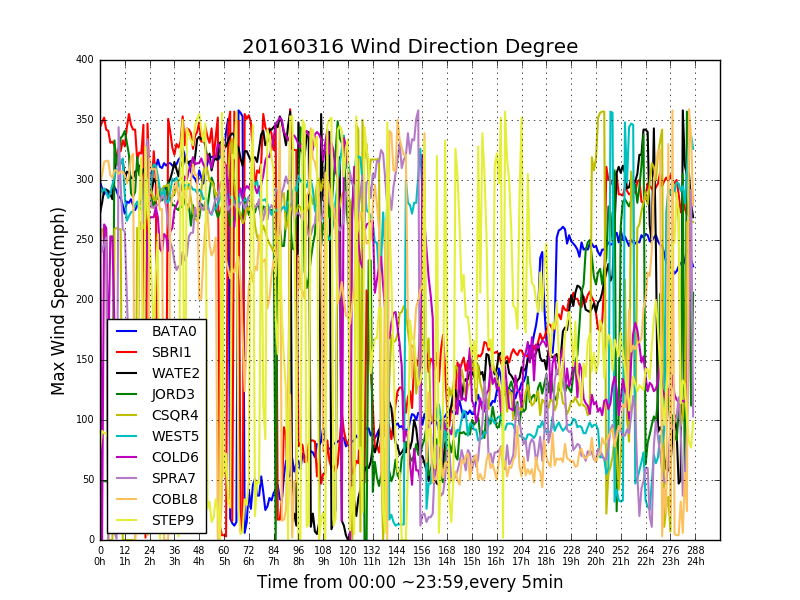 20160316 Wind Direction Degree
400
350
300
250
200
150
100
50
0
Max Wind Speed(mph)
BATA0
SBRI1
WATE2
JORD3
CSQR4
WEST5
COLD6
SPRA7
COBL8
STEP9
0 12 24 36 48 60 72 84 96 108 120 132 144 156 168 180 192 204 216 228 240 252 264 276 288
0h 1h 2h 3h 4h 5h 6h 7h 8h 9h 10h 11h 12h 13h 14h 15h 16h 17h 18h 19h 20h 21h 22h 23h 24h
Time from 00:00 ~23:59,every 5min